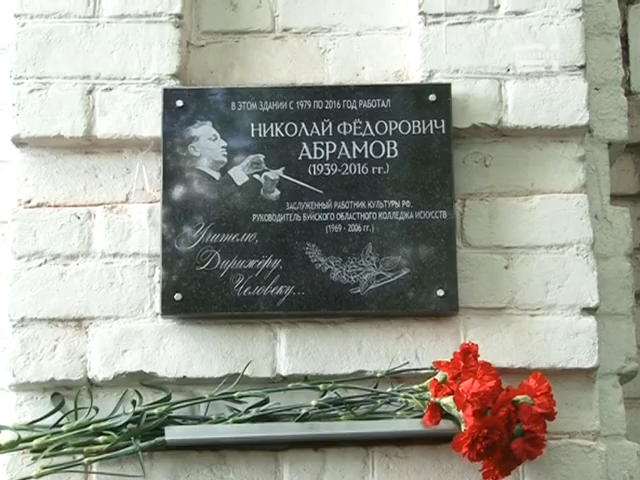 В ЭТОМ ЗДАНИИ С 1979 ПО 2016 ГОД РАБОТАЛ
НИКОЛАЙ ФЁДОРОВИЧ
АБРАМОВ
(1939-2016 гг.)
ЗАСЛУЖЕННЫЙ РАБОТНИК КУЛЬТУРЫ РФ,
РУКОВОДИТЕЛЬ БУЙСКОГО ОБЛАСТНОГО КОЛЛЕДЖА ИСКУССТВ
(1969 - 2006 гг.)
Учителю,
Дирижёру,
Человеку...